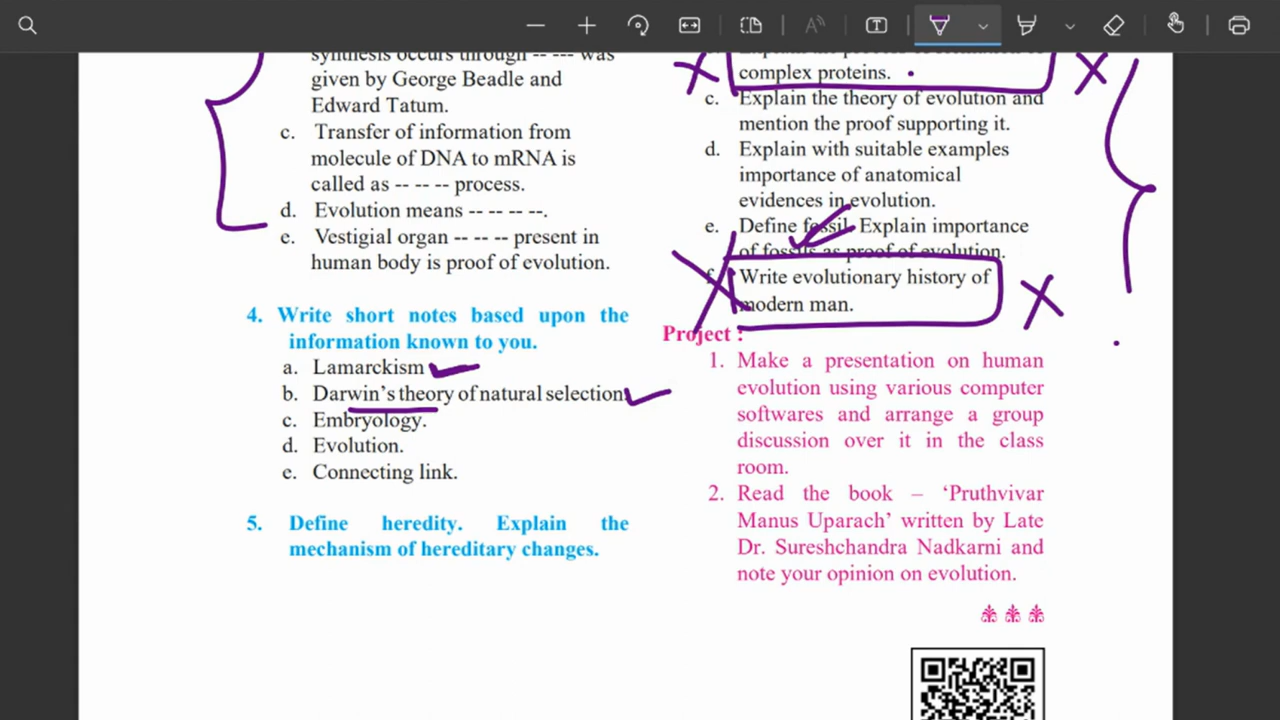 synthesis occurs through -- --- was
given by George Beadle and
Edward Tatum.
c. Transfer of information from
molecule of DNA to mRNA is
called as -- -- -- process.
d. Evolution means -- -- -- --.
e. Vestigial organ -- -- -- present in
human body is proof of evolution.
4. Write short notes based upon the
information known to you.
a. Lamarckism
b. Darwin's theory of natural selection.
c. Embryology.
d. Evolution.
e. Connecting link.
5. Define heredity. Explain the
mechanism of hereditary changes.
complex proteins.
c. Explain the theory of evolution and
mention the proof supporting it.
d. Explain with suitable examples
importance of anatomical
evidences in evolution.
e. Define fossil. Explain importance
of fossils as proof of evolution.
f. Write evolutionary history of
modern man.
Project :
1. Make a presentation on human
evolution using various computer
softwares and arrange a group
discussion over it in the class
room.
2. Read the book – ‘Pruthvivar
Manus Uparach’ written by Late
Dr. Sureshchandra Nadkarni and
note your opinion on evolution.